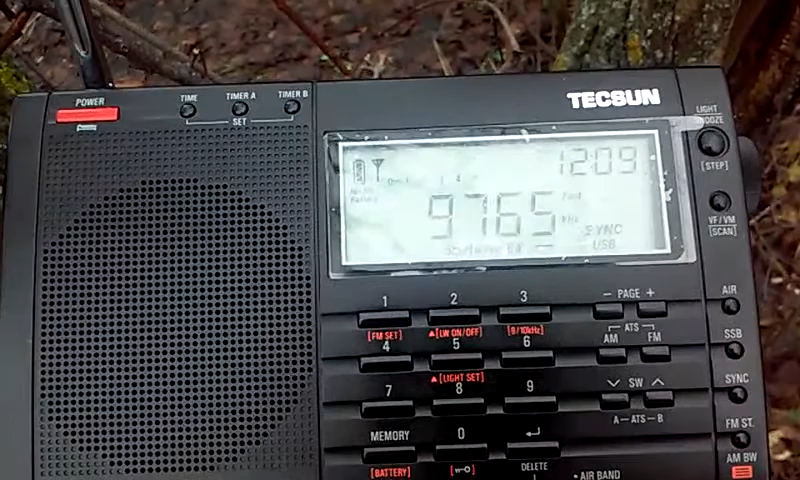 POWER
TIME
TIMER A
TIMER B
SET
TECSUN
LIGHT
SNOOZE
[STEP]
12:09
9765
kHz
SYNC
USB
VF/VM
[SCAN]
1
2
3
− PAGE +
AIR
[FM SET]
▲[LW ON/OFF]
[9/10kHz]
ATS
AM
FM
4
5
6
SSB
▲[LIGHT SET]
7
8
9
SW
SYNC
A–ATS–B
MEMORY
0
FM ST.
[BATTERY]
DELETE
• AIR BAND
AM BW